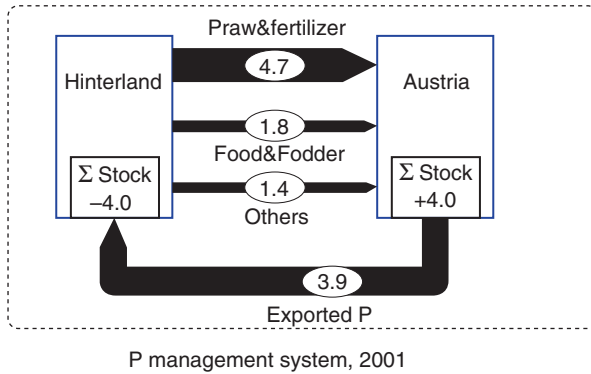 Praw&fertilizer
4.7
Hinterland
Austria
1.8
Food&Fodder
Σ Stock
–4.0
1.4
Others
Σ Stock
+4.0
3.9
Exported P
P management system, 2001